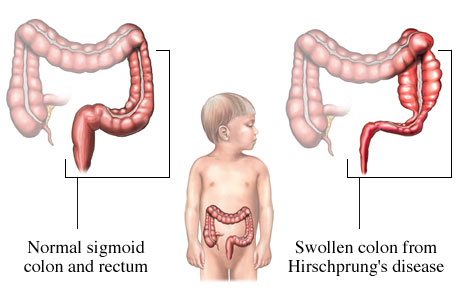 Normal sigmoid
colon and rectum
Swollen colon from
Hirschprung's disease